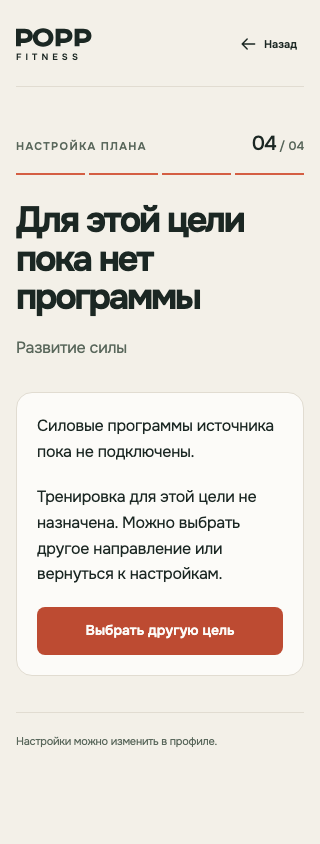 POPP
FITNESS
← Назад
НАСТРОЙКА ПЛАНА
04 / 04
Для этой цели
пока нет
программы
Развитие силы
Силовые программы источника
пока не подключены.
Тренировка для этой цели не
назначена. Можно выбрать
другое направление или
вернуться к настройкам.
Выбрать другую цель
Настройки можно изменить в профиле.